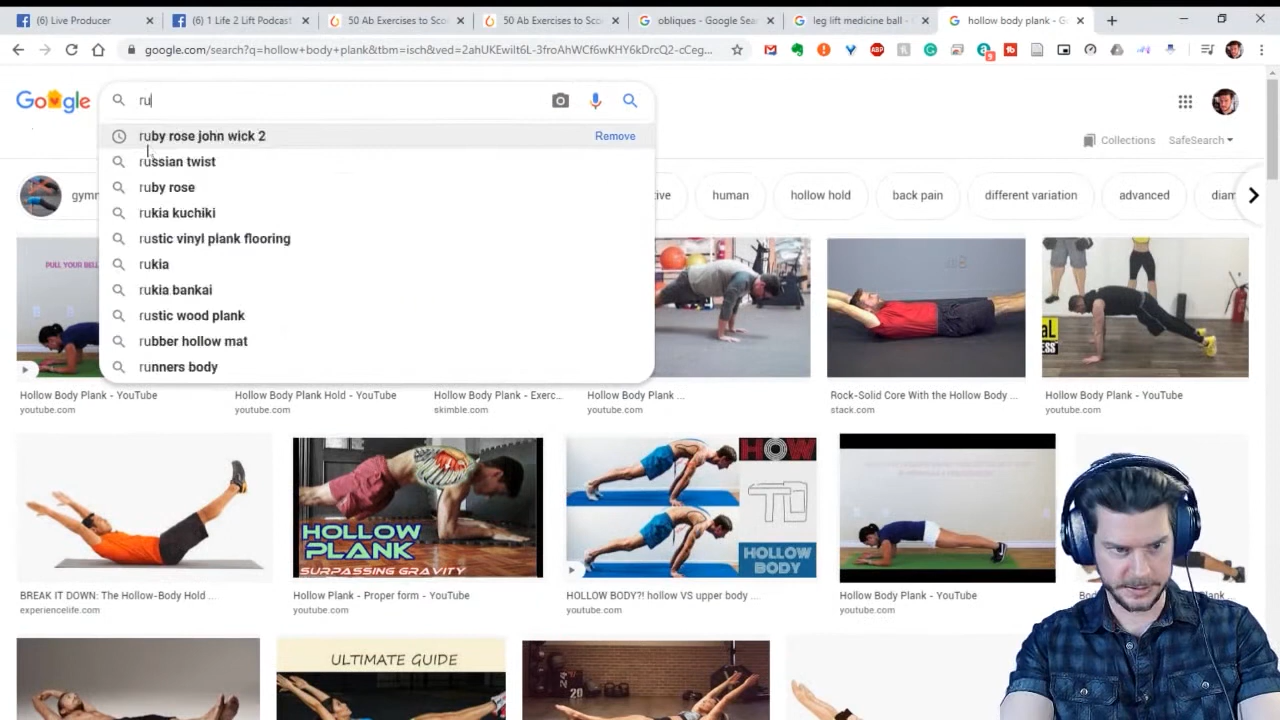 (6) Live Producer
(6) 1 Life 2 Lift Podcast
50 Ab Exercises to Sco
50 Ab Exercises to Sco
obliques - Google Sea
leg lift medicine ball -
hollow body plank - G
google.com/search?q=hollow+body+plank&tbm=isch&ved=2ahUKEwilt6L-3froAhWCf6wKHY6kDrcQ2-cCeg...
Google
ru
ruby rose john wick 2
Remove
russian twist
ruby rose
rukia kuchiki
rustic vinyl plank flooring
rukia
rukia bankai
rustic wood plank
rubber hollow mat
runners body
Collections
SafeSearch
gymn
tive
human
hollow hold
back pain
different variation
advanced
diam
PULL YOUR BELL
Hollow Body Plank - YouTube
youtube.com
Hollow Body Plank Hold - YouTube
youtube.com
Hollow Body Plank - Exerc...
skimble.com
Hollow Body Plank ...
youtube.com
Rock-Solid Core With the Hollow Body ...
stack.com
Hollow Body Plank - YouTube
youtube.com
HOLLOW
PLANK
SURPASSING GRAVITY
HOW
TO
HOLLOW
BODY
BREAK IT DOWN: The Hollow-Body Hold ...
experiencelife.com
Hollow Plank - Proper form - YouTube
youtube.com
HOLLOW BODY?! hollow VS upper body ...
youtube.com
Hollow Body Plank - YouTube
youtube.com
ULTIMATE GUIDE
20